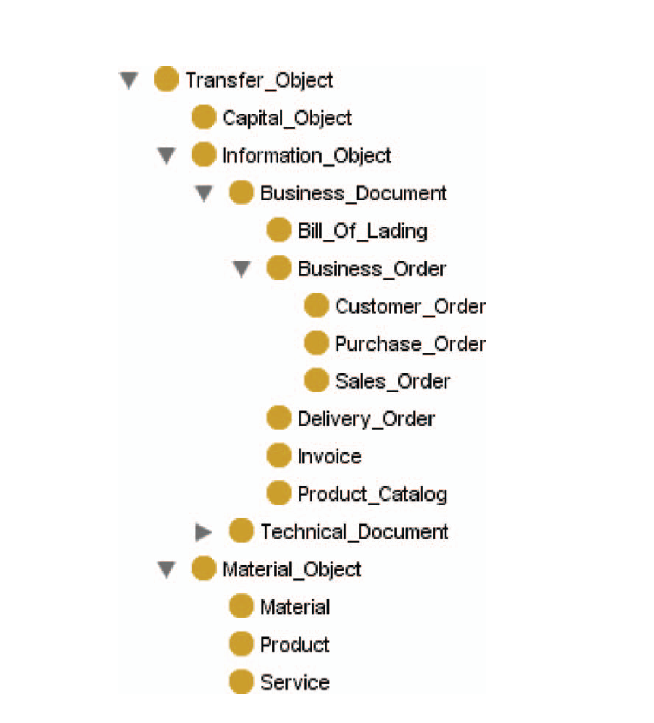 Transfer_Object
Capital_Object
Information_Object
Business_Document
Bill_Of_Lading
Business_Order
Customer_Order
Purchase_Order
Sales_Order
Delivery_Order
Invoice
Product_Catalog
Technical_Document
Material_Object
Material
Product
Service